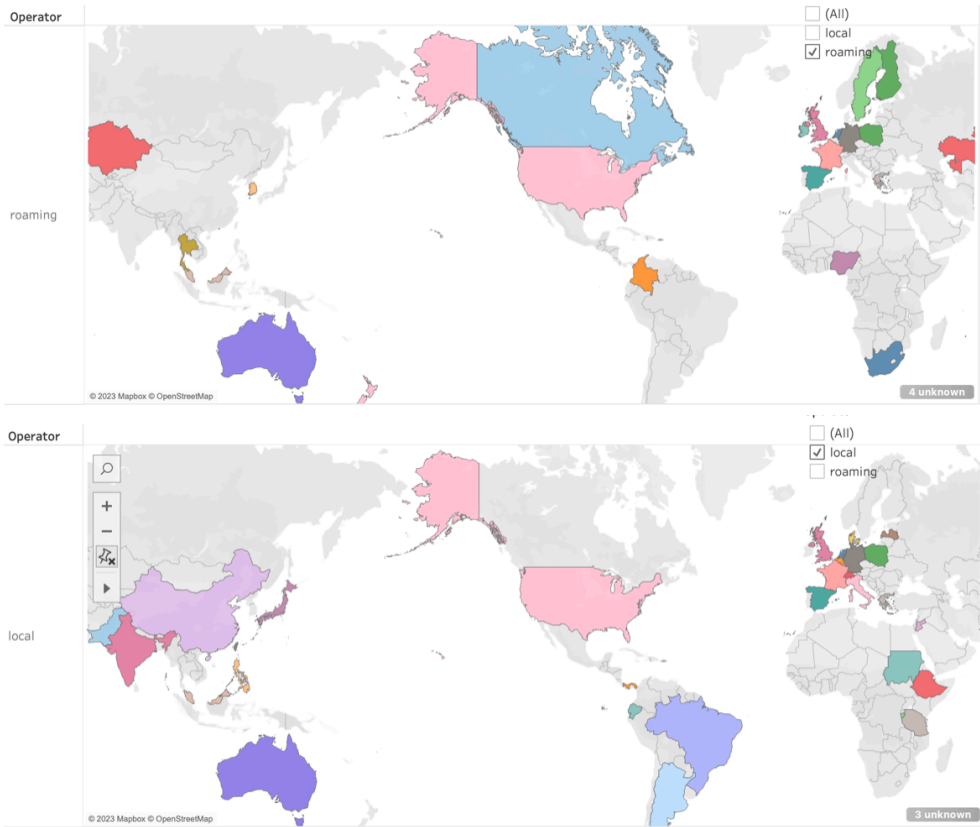 Operator
(All)
local
roaming
roaming
© 2023 Mapbox © OpenStreetMap
4 unknown
Operator
(All)
local
roaming
local
© 2023 Mapbox © OpenStreetMap
3 unknown